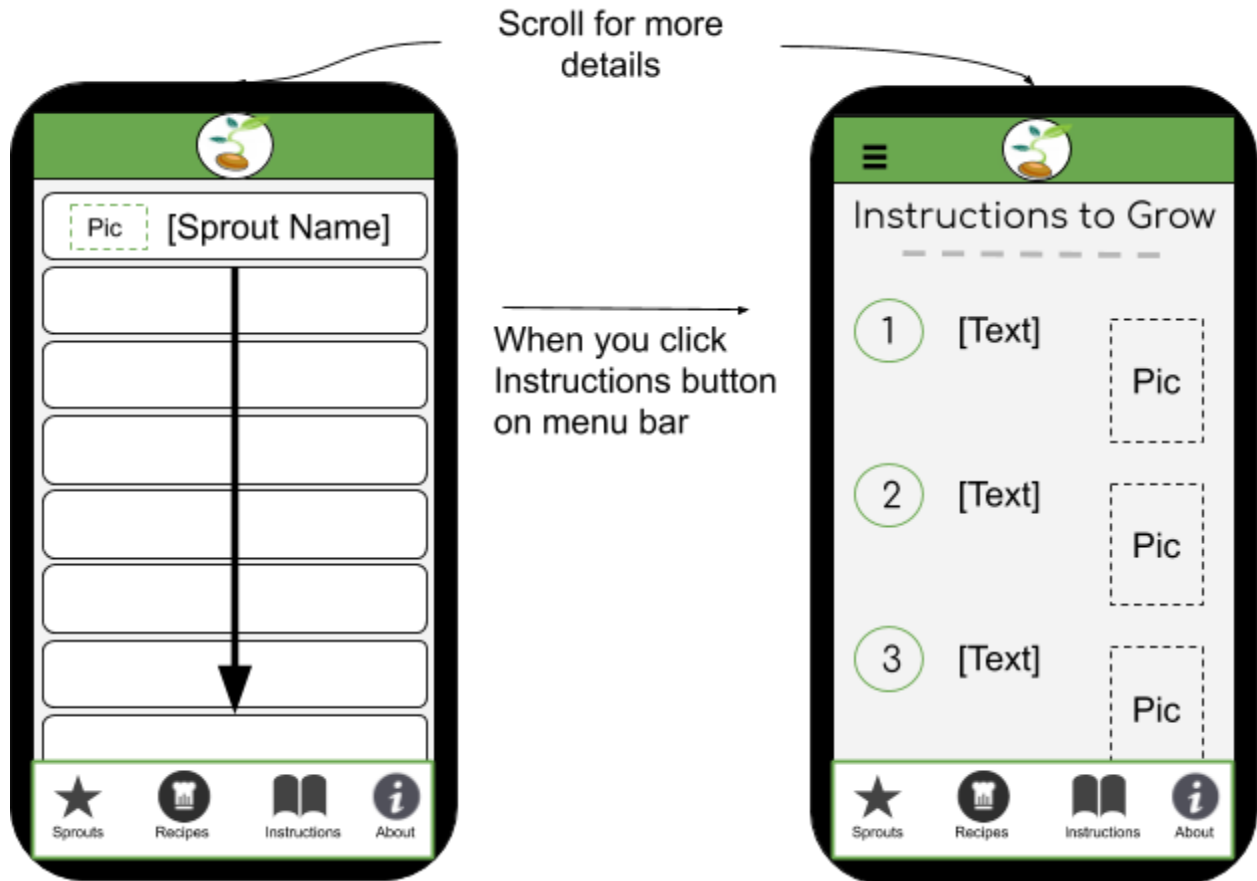 Scroll for more
details
Pic
[Sprout Name]
Sprouts
Recipes
Instructions
About
When you click
Instructions button
on menu bar
Instructions to Grow
1
[Text]
Pic
2
[Text]
Pic
3
[Text]
Pic
Sprouts
Recipes
Instructions
About